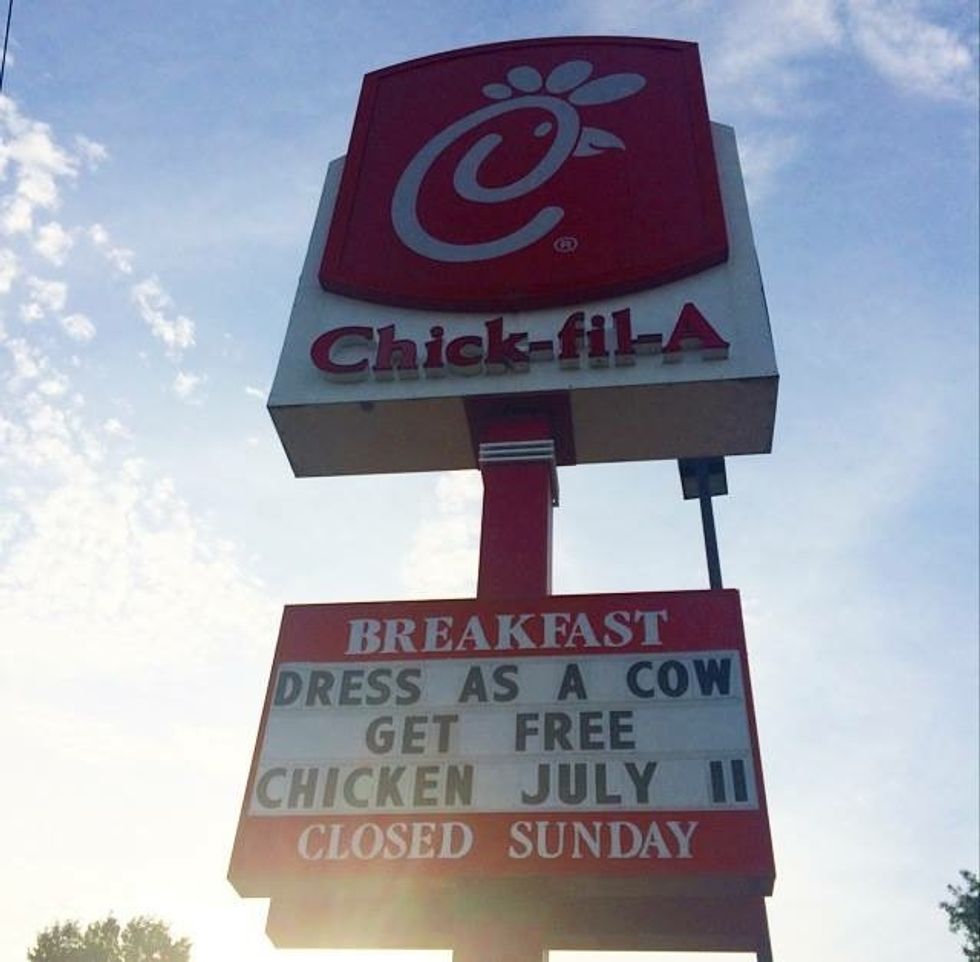 ®
Chick-fil-A
BREAKFAST
DRESS AS A COW
GET FREE
CHICKEN JULY 11
CLOSED SUNDAY